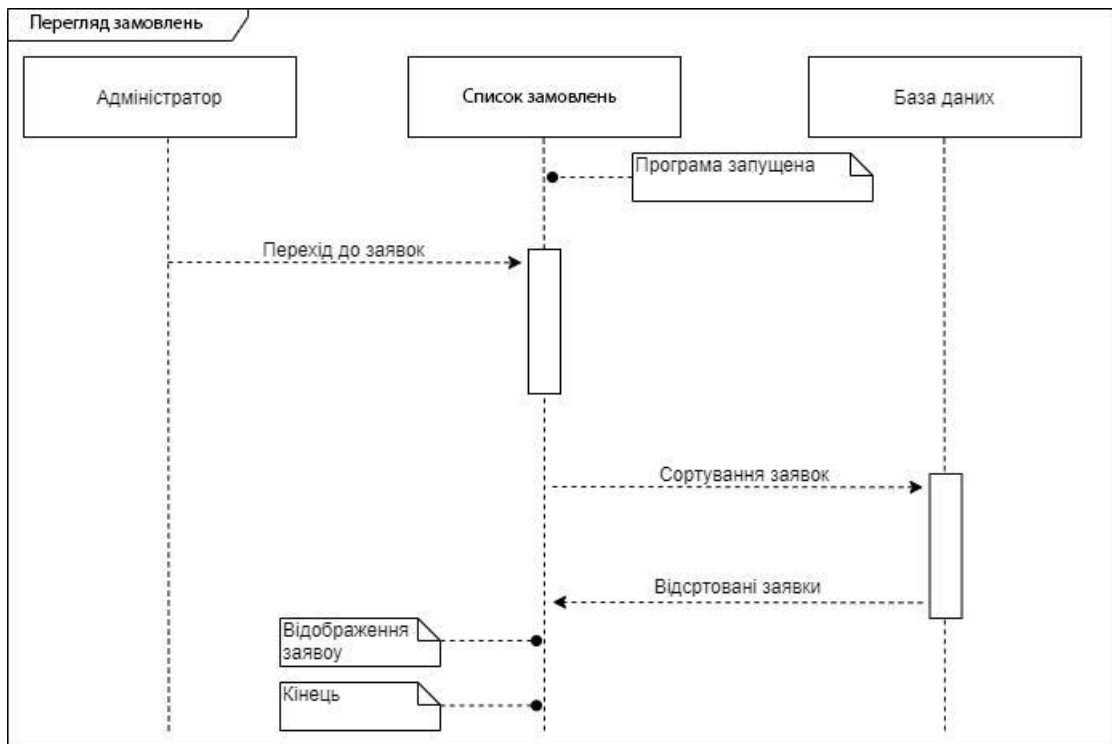 Перегляд замовлень
Адміністратор
Список замовлень
База даних
Програма запущена
Перехід до заявок
Сортування заявок
Відсртовані заявки
Відображення
заявоу
Кінець